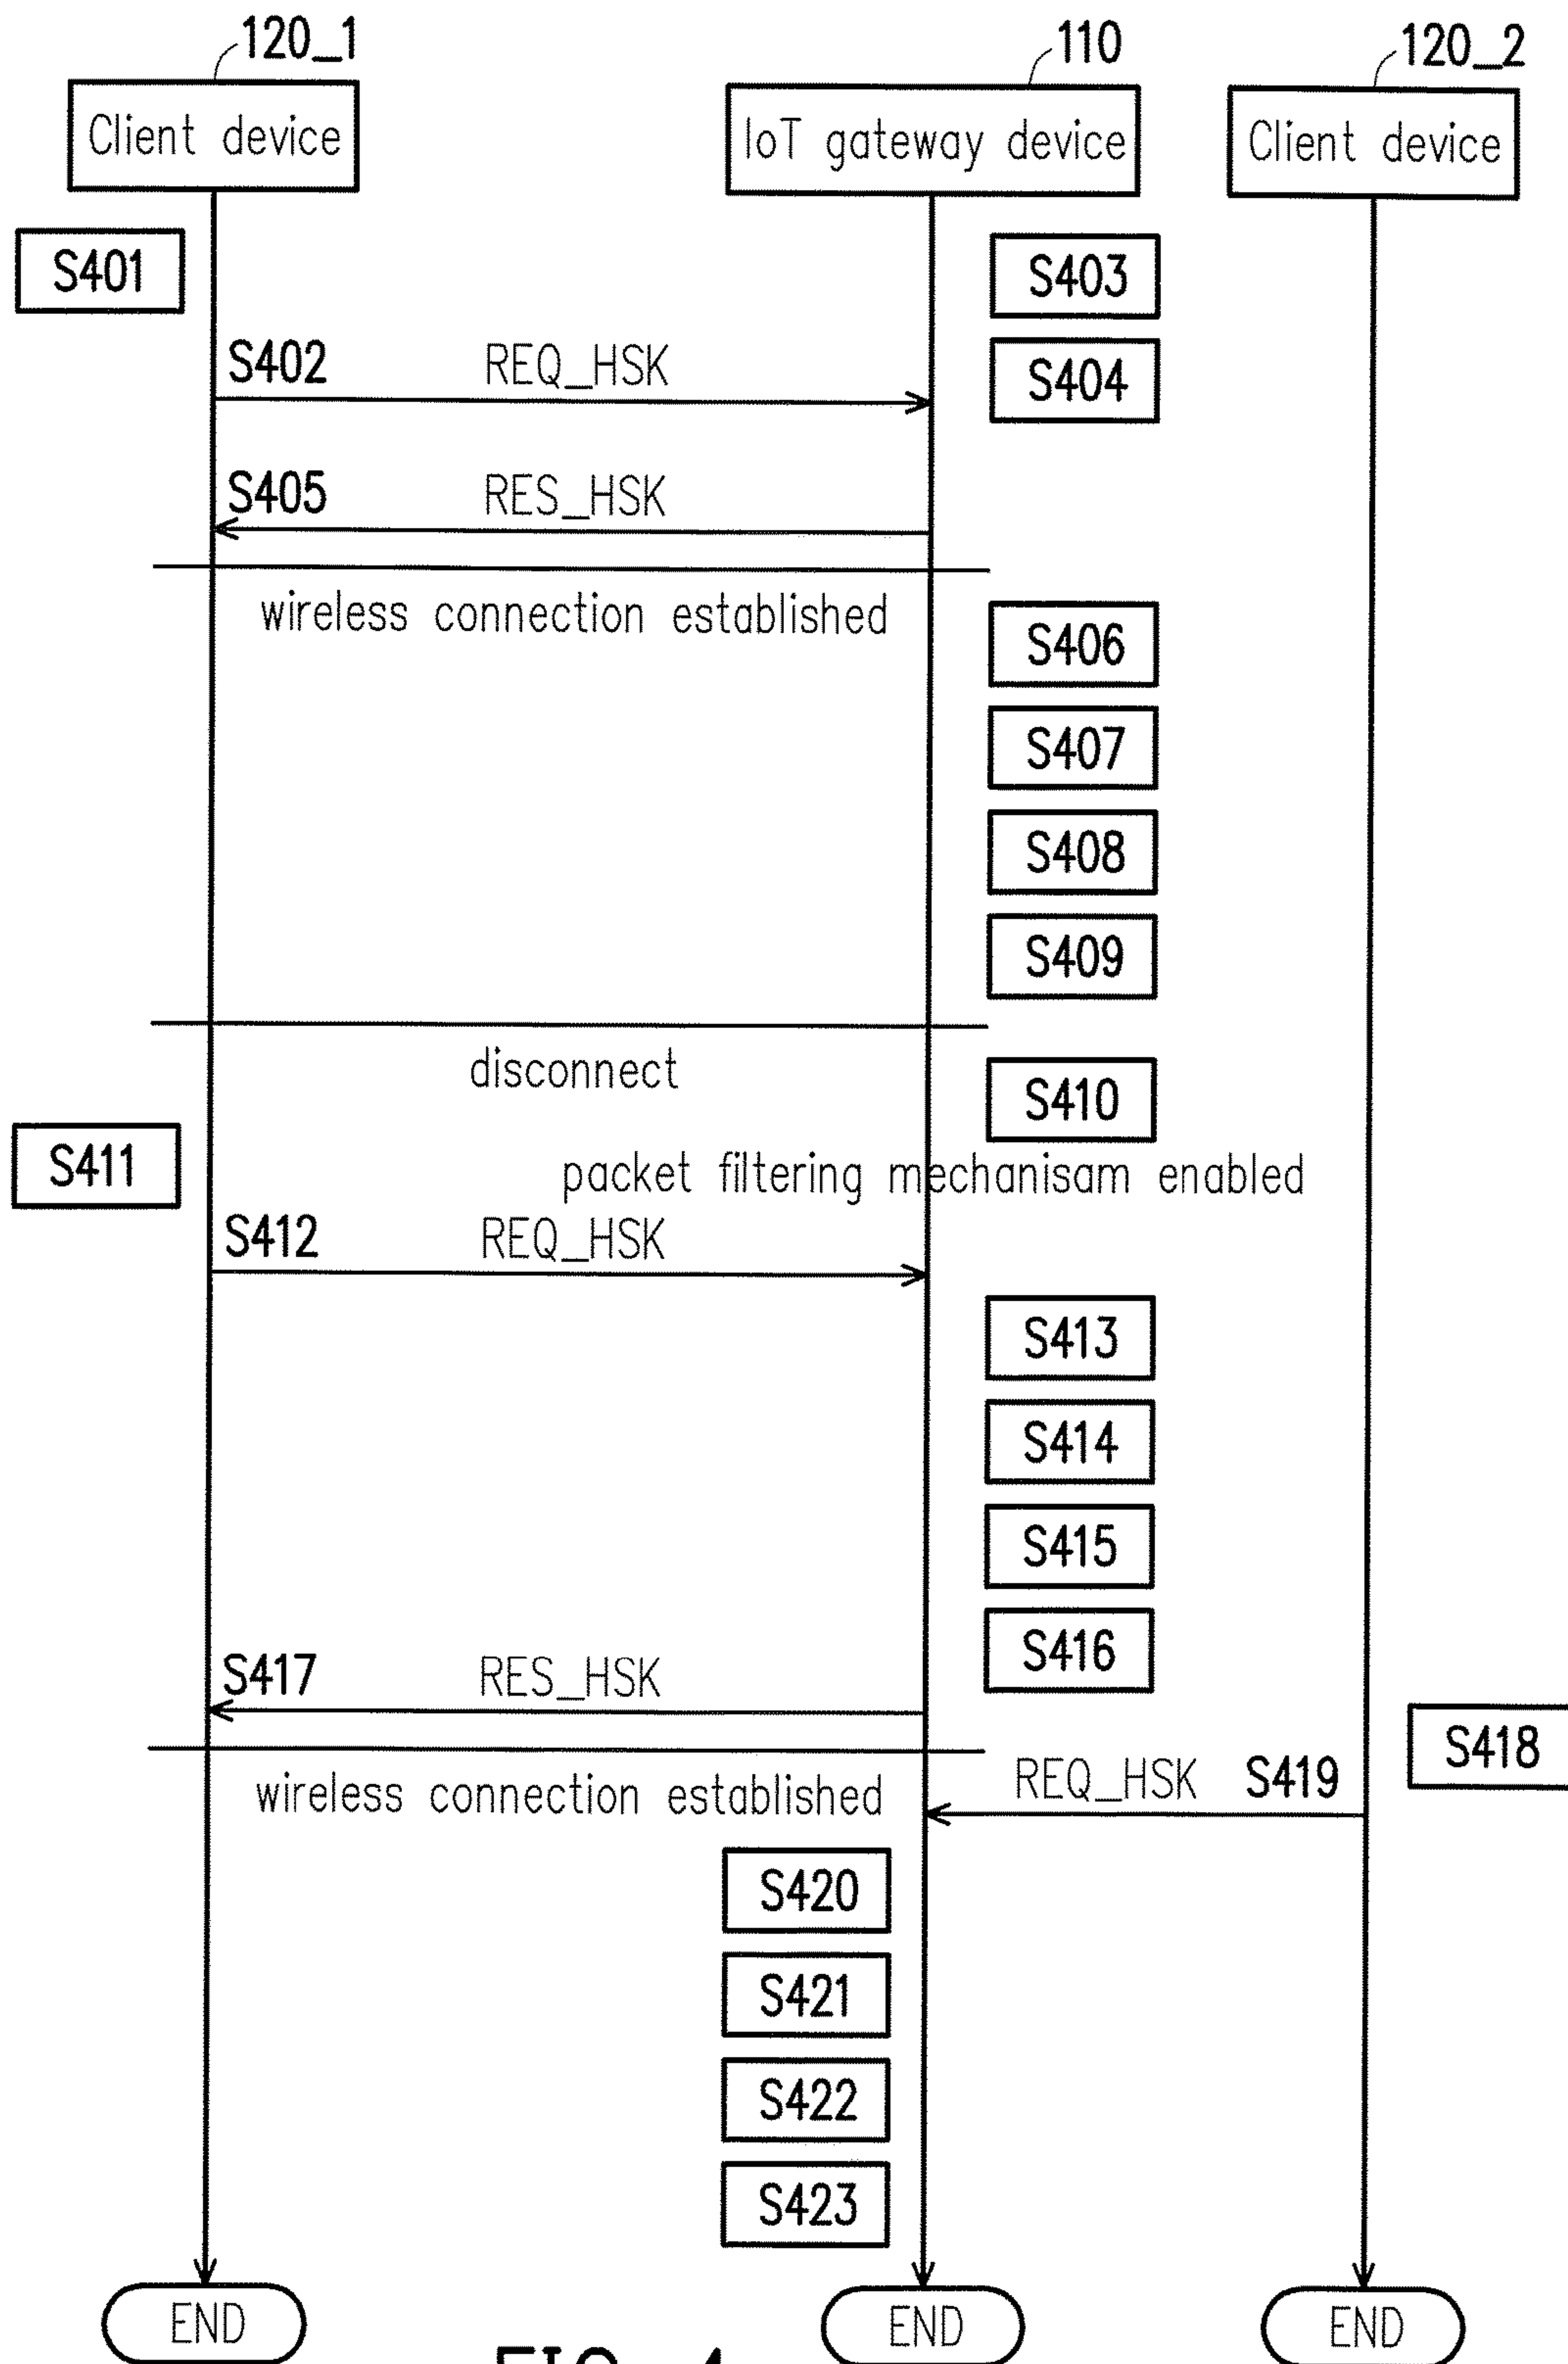 120_1
110
120_2
Client device
IoT gateway device
Client device
S401
S403
S402
REQ_HSK
S404
S405
RES_HSK
wireless connection established
S406
S407
S408
S409
disconnect
S410
S411
packet filtering mechanisam enabled
S412
REQ_HSK
S413
S414
S415
S416
S417
RES_HSK
S418
wireless connection established
REQ_HSK
S419
S420
S421
S422
S423
END
END
END